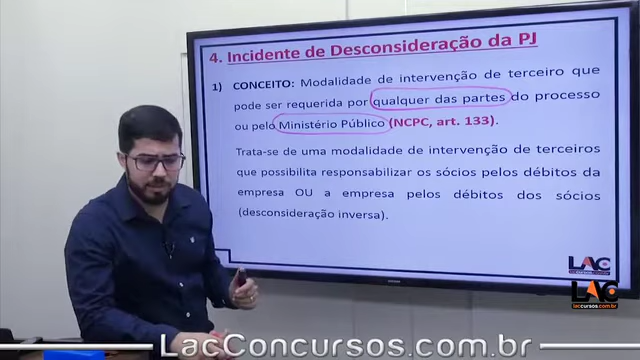 4. Incidente de Desconsideração da PJ
1) CONCEITO: Modalidade de intervenção de terceiro que
pode ser requerida por qualquer das partes do processo
ou pelo Ministério Público (NCPC, art. 133).
Trata-se de uma modalidade de intervenção de terceiros
que possibilita responsabilizar os sócios pelos débitos da
empresa OU a empresa pelos débitos dos sócios
(desconsideração inversa).
LAC
LAC
laccursos.com.br
LacConcursos.com.br